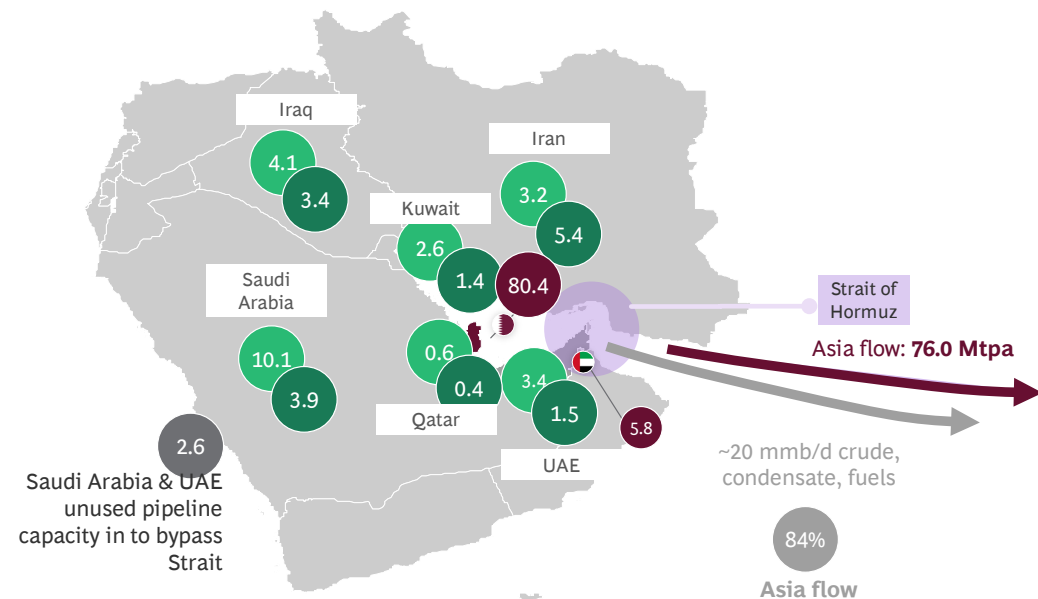 Iraq
4.1
3.4
Iran
3.2
5.4
Kuwait
2.6
1.4
80.4
Saudi
Arabia
10.1
3.9
0.6
0.4
Qatar
3.4
1.5
UAE
5.8
Strait of
Hormuz
Asia flow: 76.0 Mtpa
~20 mmb/d crude,
condensate, fuels
84%
Asia flow
2.6
Saudi Arabia & UAE
unused pipeline
capacity in to bypass
Strait